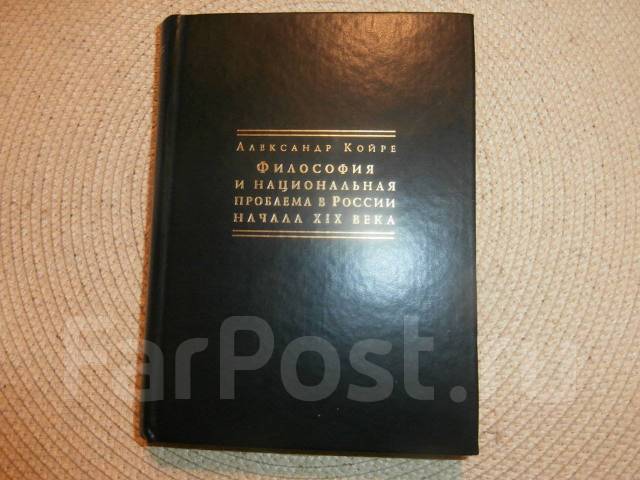 Александр Койре
Философия
и национальная
проблема в России
начала XIX века
FarPost.ru